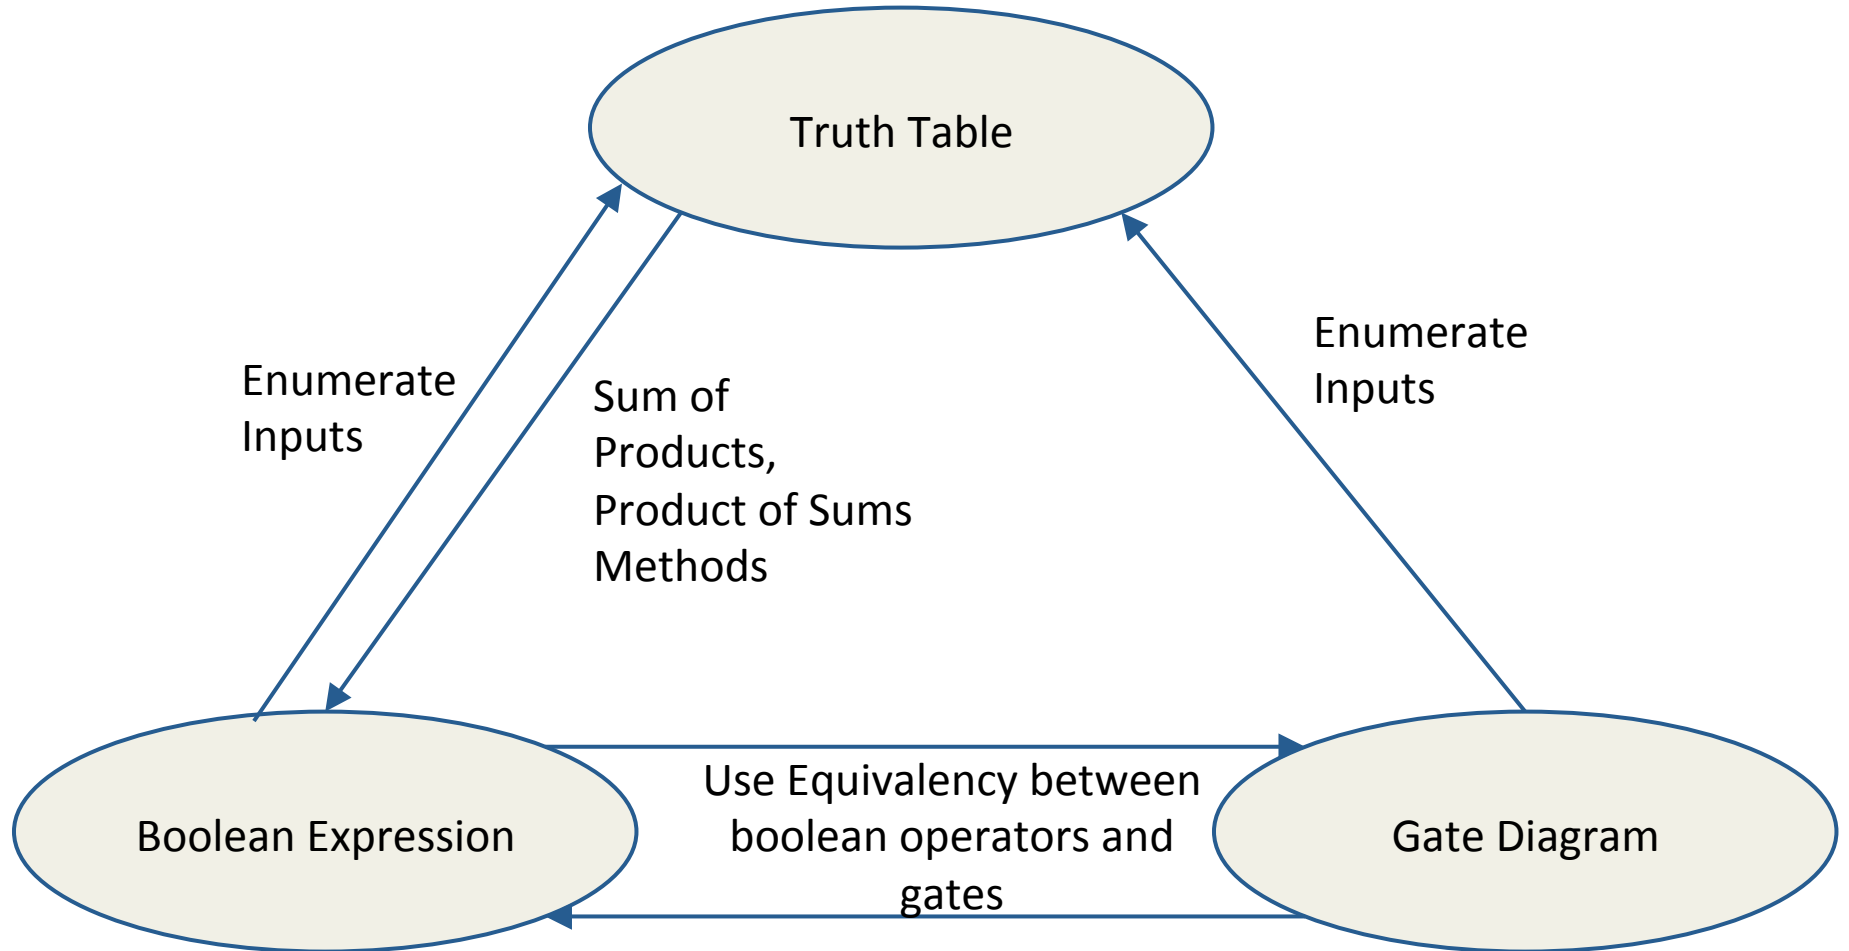 Truth Table
Enumerate
Inputs
Sum of
Products,
Product of Sums
Methods
Enumerate
Inputs
Boolean Expression
Use Equivalency between
boolean operators and
gates
Gate Diagram